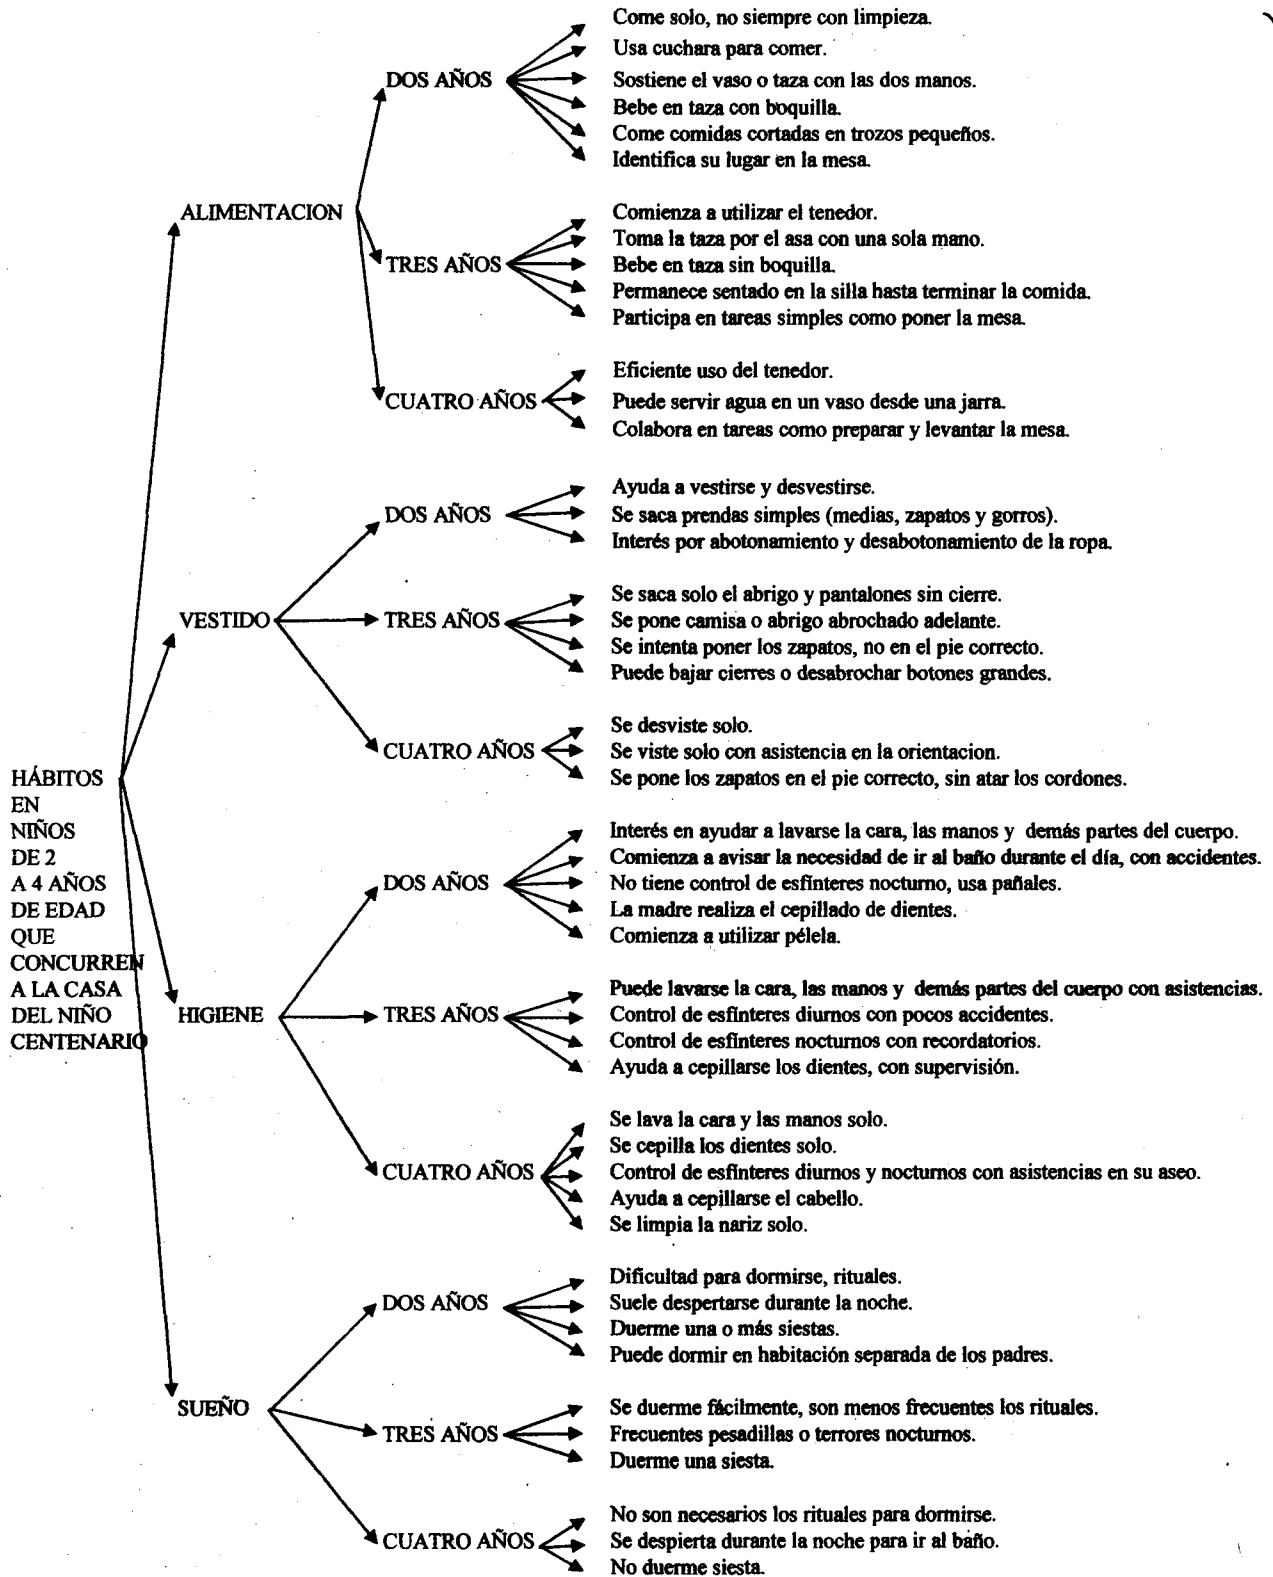 HÁBITOS
EN
NIÑOS
DE 2
A 4 AÑOS
DE EDAD
QUE
CONCURREN
A LA CASA
DEL NIÑO
CENTENARIO
ALIMENTACION
DOS AÑOS
Come solo, no siempre con limpieza.
Usa cuchara para comer.
Sostiene el vaso o taza con las dos manos.
Bebe en taza con boquilla.
Come comidas cortadas en trozos pequeños.
Identifica su lugar en la mesa.
TRES AÑOS
Comienza a utilizar el tenedor.
Toma la taza por el asa con una sola mano.
Bebe en taza sin boquilla.
Permanece sentado en la silla hasta terminar la comida.
Participa en tareas simples como poner la mesa.
CUATRO AÑOS
Eficiente uso del tenedor.
Puede servir agua en un vaso desde una jarra.
Colabora en tareas como preparar y levantar la mesa.
VESTIDO
DOS AÑOS
Ayuda a vestirse y desvestirse.
Se saca prendas simples (medias, zapatos y gorros).
Interés por abotonamiento y desabotonamiento de la ropa.
TRES AÑOS
Se saca solo el abrigo y pantalones sin cierre.
Se pone camisa o abrigo abrochado adelante.
Se intenta poner los zapatos, no en el pie correcto.
Puede bajar cierres o desabrochar botones grandes.
CUATRO AÑOS
Se desviste solo.
Se viste solo con asistencia en la orientacion.
Se pone los zapatos en el pie correcto, sin atar los cordones.
HIGIENE
DOS AÑOS
Interés en ayudar a lavarse la cara, las manos y demás partes del cuerpo.
Comienza a avisar la necesidad de ir al baño durante el día, con accidentes.
No tiene control de esfínteres nocturno, usa pañales.
La madre realiza el cepillado de dientes.
Comienza a utilizar pélela.
TRES AÑOS
Puede lavarse la cara, las manos y demás partes del cuerpo con asistencias.
Control de esfínteres diurnos con pocos accidentes.
Control de esfínteres nocturnos con recordatorios.
Ayuda a cepillarse los dientes, con supervisión.
CUATRO AÑOS
Se lava la cara y las manos solo.
Se cepilla los dientes solo.
Control de esfínteres diurnos y nocturnos con asistencias en su aseo.
Ayuda a cepillarse el cabello.
Se limpia la nariz solo.
SUEÑO
DOS AÑOS
Dificultad para dormirse, rituales.
Suele despertarse durante la noche.
Duerme una o más siestas.
Puede dormir en habitación separada de los padres.
TRES AÑOS
Se duerme fácilmente, son menos frecuentes los rituales.
Frecuentes pesadillas o terrores nocturnos.
Duerme una siesta.
CUATRO AÑOS
No son necesarios los rituales para dormirse.
Se despierta durante la noche para ir al baño.
No duerme siesta.